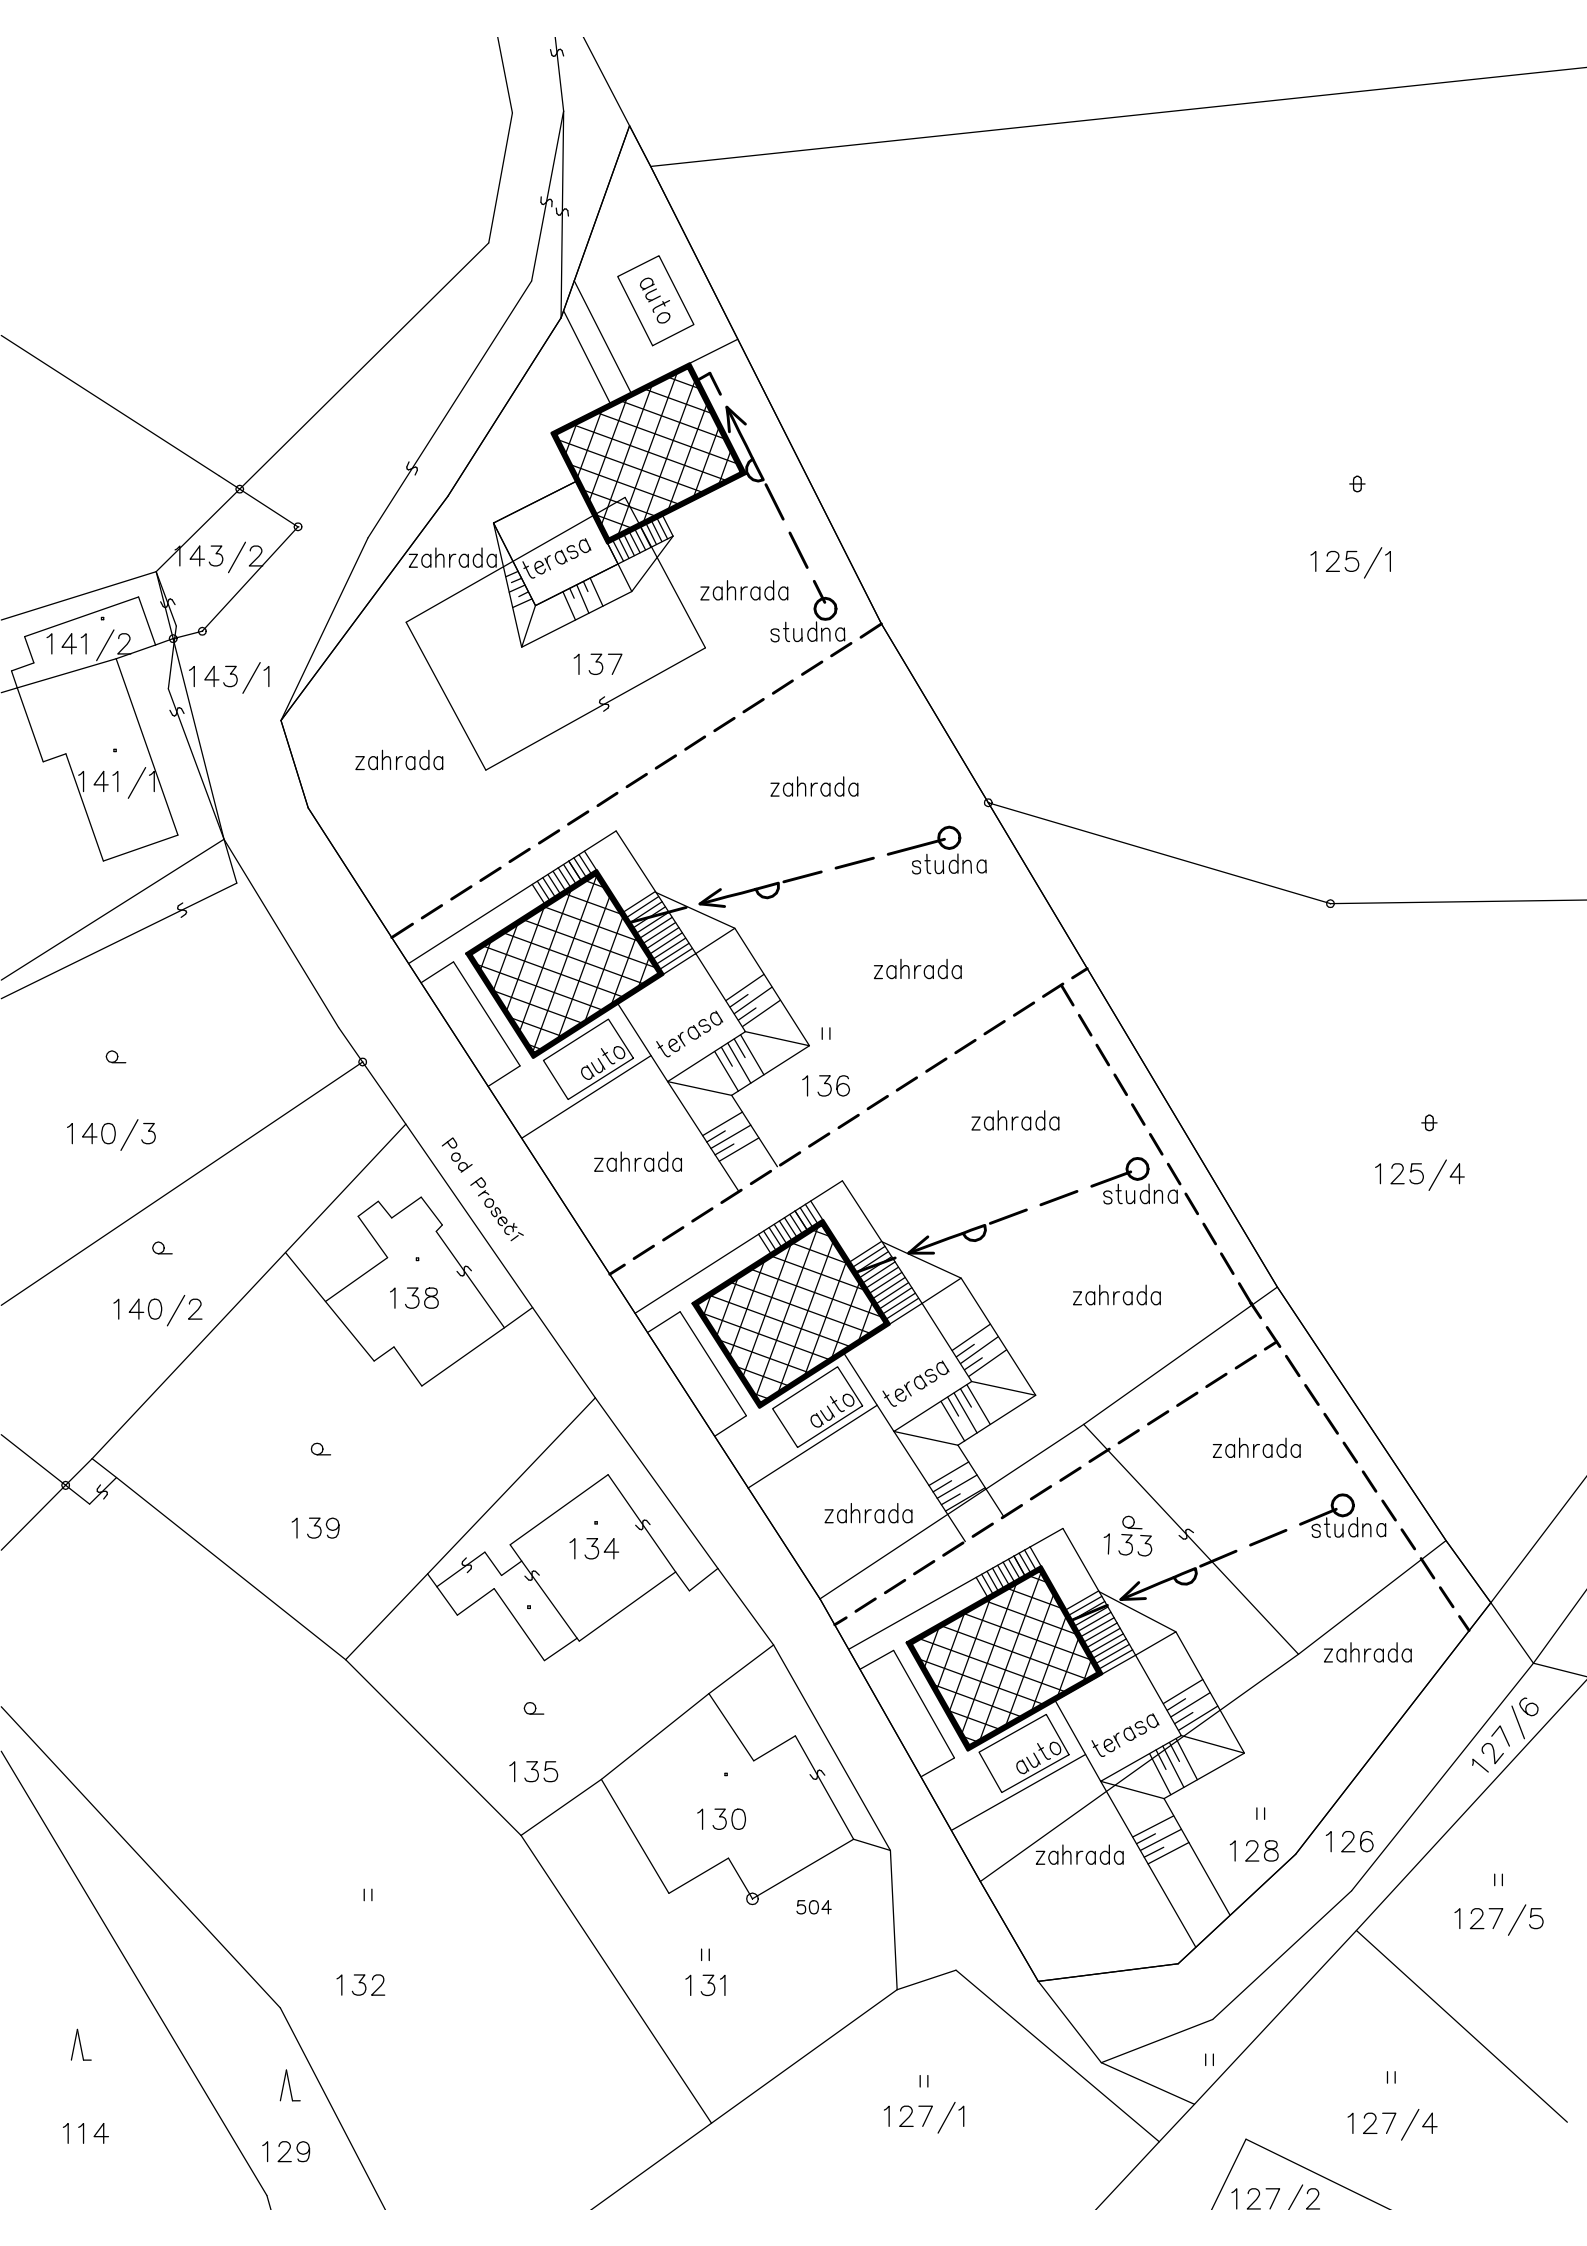 auto
125/1
143/2
zahrada
terasa
zahrada
studna
141/2
137
143/1
zahrada
141/1
zahrada
studna
zahrada
terasa
auto
136
140/3
zahrada
Pod Prosečí
zahrada
125/4
studna
140/2
138
zahrada
terasa
auto
zahrada
zahrada
139
134
133
studna
zahrada
terasa
auto
127/6
135
130
zahrada
128
126
504
127/5
132
131
127/1
127/4
114
129
127/2